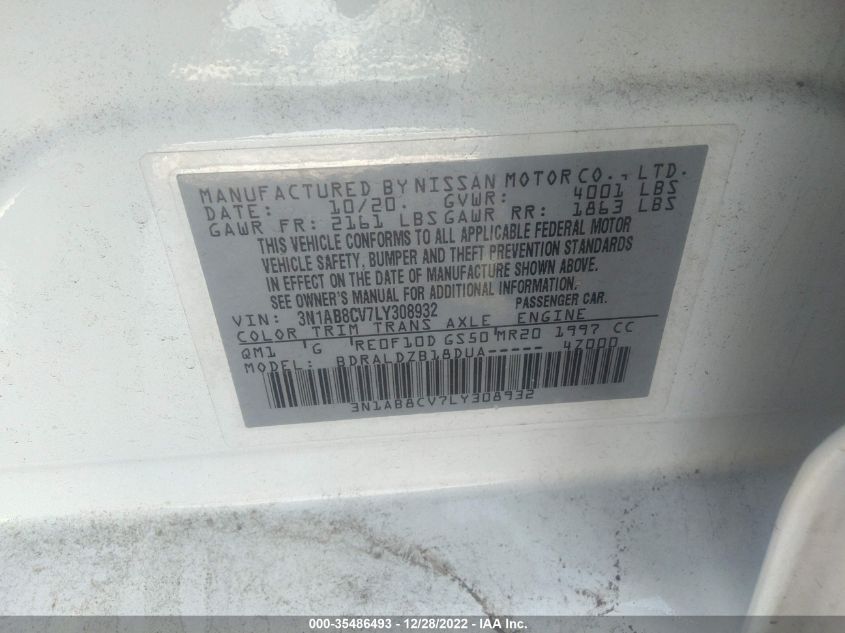 MANUFACTURED BY NISSAN MOTOR CO., LTD.
DATE: 10/20 GVWR: 4001 LBS
GAWR FR: 2161 LBS GAWR RR: 1863 LBS
THIS VEHICLE CONFORMS TO ALL APPLICABLE FEDERAL MOTOR
VEHICLE SAFETY, BUMPER AND THEFT PREVENTION STANDARDS
IN EFFECT ON THE DATE OF MANUFACTURE SHOWN ABOVE.
SEE OWNER'S MANUAL FOR ADDITIONAL INFORMATION.
VIN: 3N1AB8CV7LY308932 PASSENGER CAR.
COLOR TRIM TRANS AXLE ENGINE
QM1 G RE0F10D GS50 MR20 1997 CC
MODEL: BDRALDZB18DUA----- 47000
3N1AB8CV7LY308932
000-35486493 - 12/28/2022 - IAA Inc.